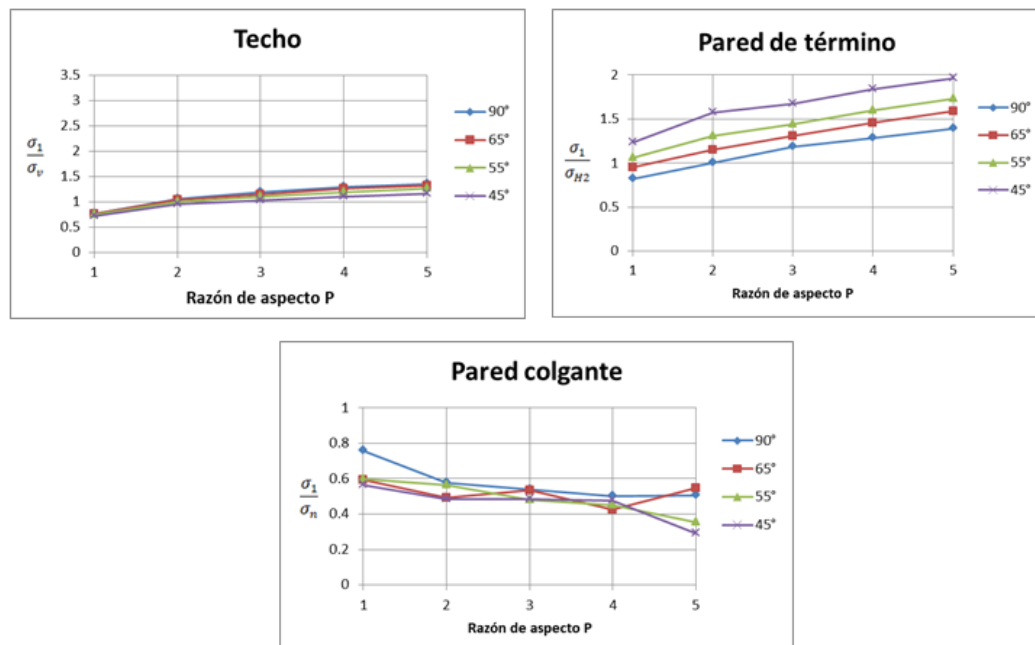 Techo
3.5
3
2.5
2
1.5
1
0.5
0
σ1
σv
1 2 3 4 5
Razón de aspecto P
90°
65°
55°
45°
Pared de término
2
1.5
1
0.5
0
σ1
σH2
1 2 3 4 5
Razón de aspecto P
90°
65°
55°
45°
Pared colgante
1
0.8
0.6
0.4
0.2
0
σ1
σn
1 2 3 4 5
Razón de aspecto P
90°
65°
55°
45°